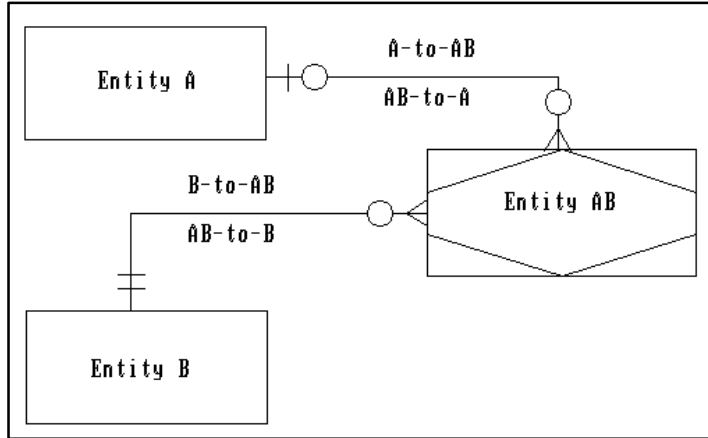 A-to-AB
Entity A
AB-to-A
B-to-AB
Entity AB
AB-to-B
Entity B